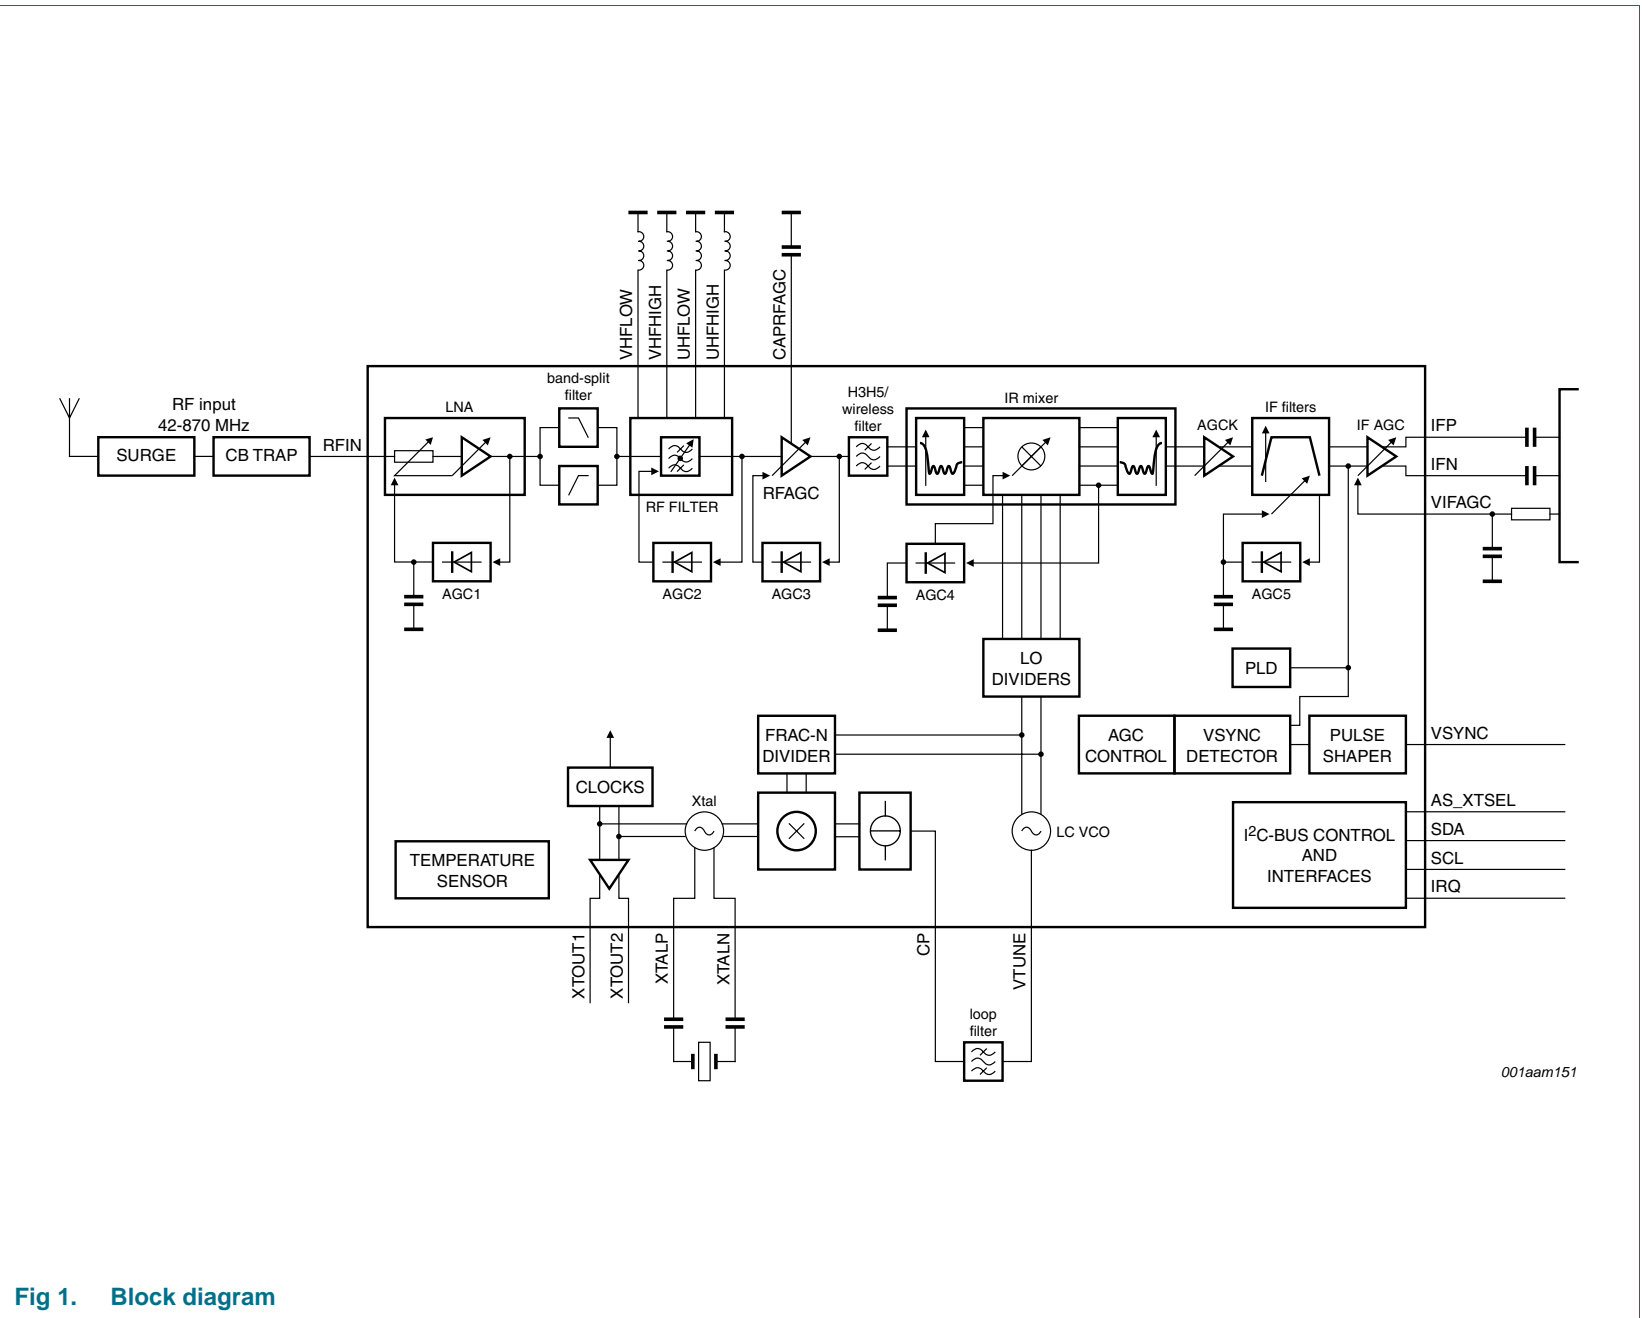 VHFLOW
VHFHIGH
UHFLOW
UHFHIGH
CAPRFAGC
RF input
42-870 MHz
SURGE
CB TRAP
RFIN
LNA
band-split
filter
RF FILTER
RFAGC
H3H5/
wireless
filter
IR mixer
AGCK
IF filters
IF AGC
IFP
IFN
VIFAGC
AGC1
AGC2
AGC3
AGC4
AGC5
LO
DIVIDERS
PLD
FRAC-N
DIVIDER
AGC
CONTROL
VSYNC
DETECTOR
PULSE
SHAPER
VSYNC
CLOCKS
Xtal
LC VCO
TEMPERATURE
SENSOR
I2C-BUS CONTROL
AND
INTERFACES
AS_XTSEL
SDA
SCL
IRQ
XTOUT1
XTOUT2
XTALP
XTALN
CP
VTUNE
loop
filter
001aam151
Fig 1. Block diagram